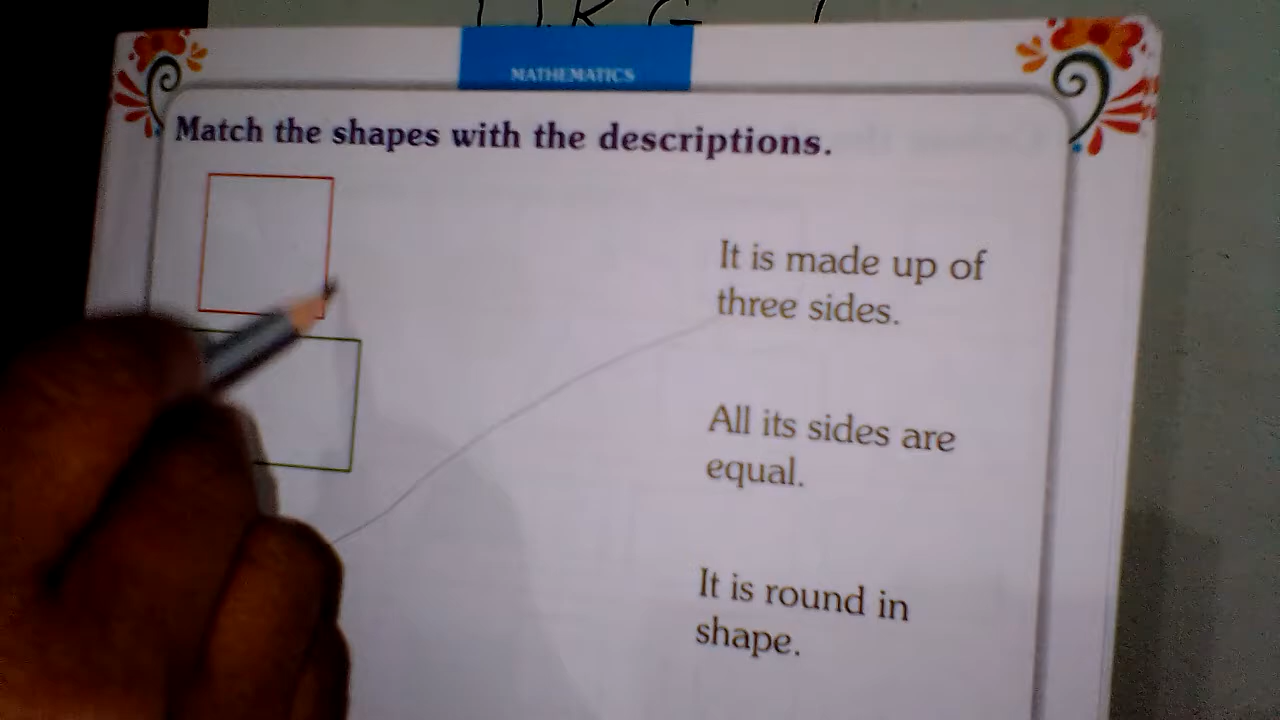 MATHEMATICS
Match the shapes with the descriptions.
It is made up of
three sides.
All its sides are
equal.
It is round in
shape.